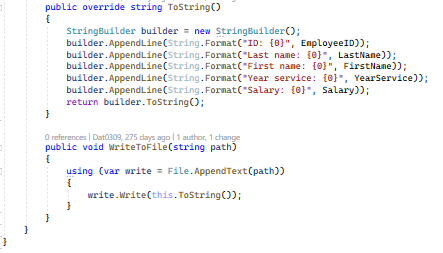 public override string ToString()
{
StringBuilder builder = new StringBuilder();
builder.AppendLine(String.Format("ID: {0}", EmployeeID));
builder.AppendLine(String.Format("Last name: {0}", LastName));
builder.AppendLine(String.Format("First name: {0}", FirstName));
builder.AppendLine(String.Format("Year service: {0}", YearService));
builder.AppendLine(String.Format("Salary: {0}", Salary));
return builder.ToString();
}
0 references | Dat0309, 275 days ago | 1 author, 1 change
public void WriteToFile(string path)
{
using (var write = File.AppendText(path))
{
write.Write(this.ToString());
}
}
}
}